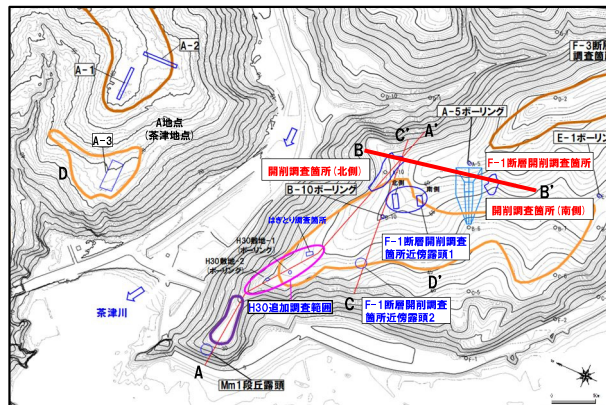 A-1
A-2
A地点
(茶津地点)
A-3
D
F-3断層
調査箇所
A-5ボーリング
E-1ボーリング
C'
A'
B
F-1断層開削調査箇所
開削調査箇所(北側)
B-10ボーリング
北側
南側
B'
開削調査箇所(南側)
はぎとり調査箇所
H30敷地-1
(ボーリング)
H30敷地-2
(ボーリング)
F-1断層開削調査
箇所近傍露頭1
D'
C
H30追加調査範囲
F-1断層開削調査
箇所近傍露頭2
茶津川
A
Mm1段丘露頭